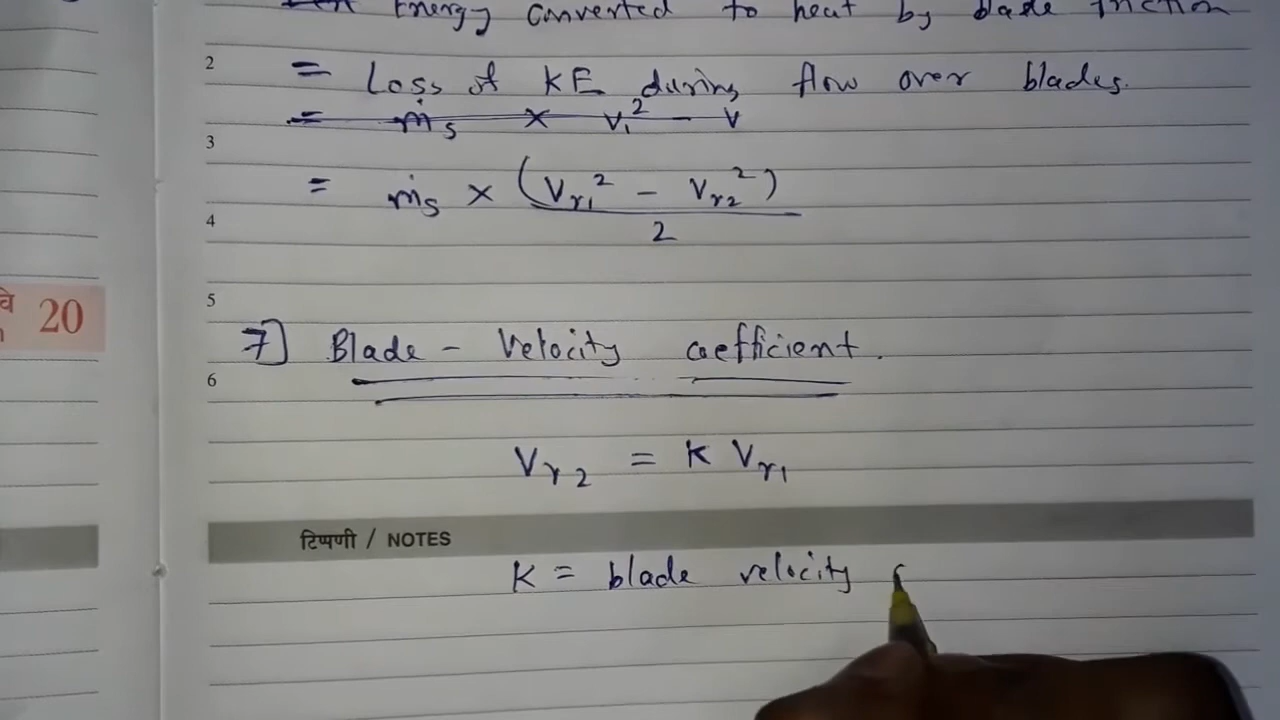 Energy converted to heat by blade friction
2
= Loss of KE during flow over blades.
= ṁs × V₁² - V
3
= ṁs × (Vr₁² - Vr₂²)
4
2
5
20
7] Blade - Velocity coefficient.
6
Vr₂ = K Vr₁
टिप्पणी / NOTES
K = blade velocity c